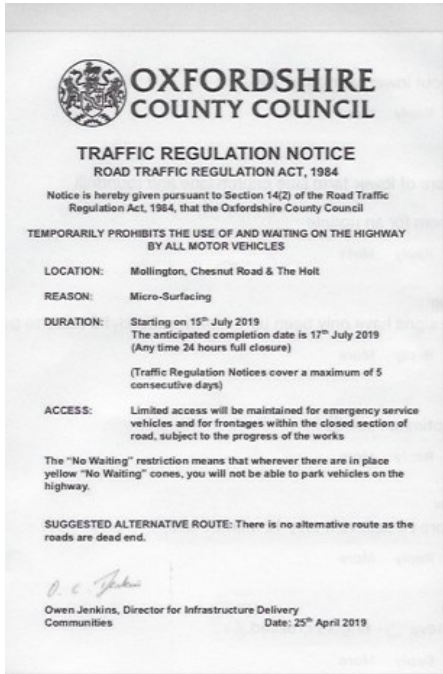 OXFORDSHIRE
COUNTY COUNCIL
TRAFFIC REGULATION NOTICE
ROAD TRAFFIC REGULATION ACT, 1984
Notice is hereby given pursuant to Section 14(2) of the Road Traffic
Regulation Act, 1984, that the Oxfordshire County Council
TEMPORARILY PROHIBITS THE USE OF AND WAITING ON THE HIGHWAY
BY ALL MOTOR VEHICLES
LOCATION: Mollington, Chesnut Road & The Holt
REASON: Micro-Surfacing
DURATION: Starting on 15th July 2019
The anticipated completion date is 17th July 2019
(Any time 24 hours full closure)
(Traffic Regulation Notices cover a maximum of 5
consecutive days)
ACCESS: Limited access will be maintained for emergency service
vehicles and for frontages within the closed section of
road, subject to the progress of the works
The "No Waiting" restriction means that wherever there are in place
yellow "No Waiting" cones, you will not be able to park vehicles on the
highway.
SUGGESTED ALTERNATIVE ROUTE: There is no alternative route as the
roads are dead end.
O. C Jenkins
Owen Jenkins, Director for Infrastructure Delivery
Communities Date: 25th April 2019